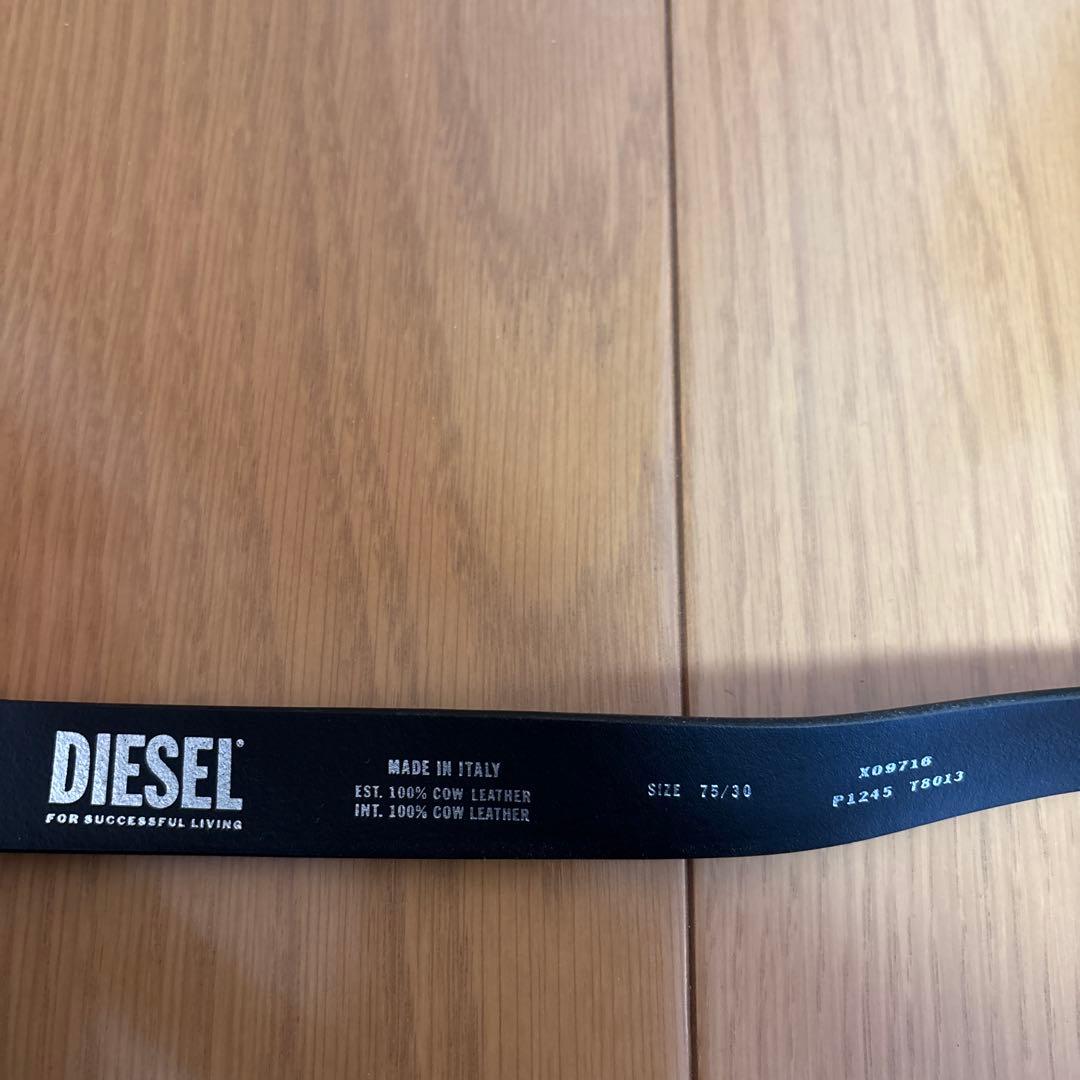 DIESEL®
FOR SUCCESSFUL LIVING
MADE IN ITALY
EST. 100% COW LEATHER
INT. 100% COW LEATHER
SIZE 75/30
X09716
P1245 T8013